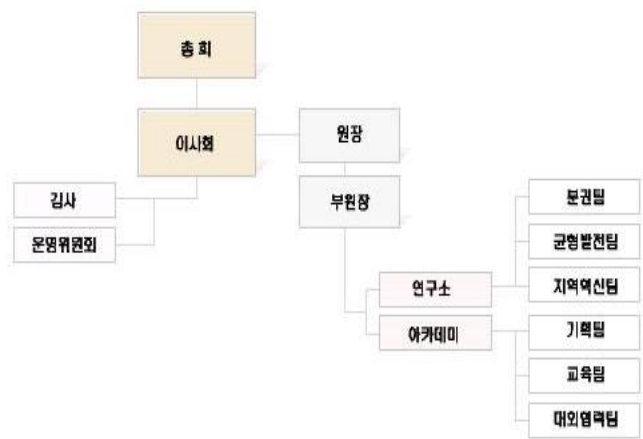 총 회
이사회
원장
감사
부원장
운영위원회
분권팀
균형발전팀
연구소
지역혁신팀
아카데미
기획팀
교육팀
대외협력팀